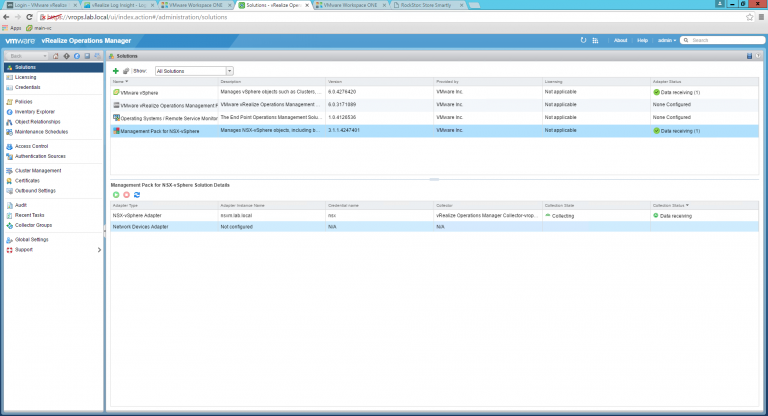 Login - VMware vRealize
vRealize Log Insight - Log
VMware Workspace ONE
Solutions - vRealize Oper
VMware Workspace ONE
RockStor: Store Smartly
https://vrops.lab.local/ui/index.action#/administration/solutions
Apps main-vc
vmware vRealize Operations Manager
About Help admin Search
Back
Solutions
Licensing
Credentials
Policies
Inventory Explorer
Object Relationships
Maintenance Schedules
Access Control
Authentication Sources
Cluster Management
Certificates
Outbound Settings
Audit
Recent Tasks
Collector Groups
Global Settings
Support
Solutions
Show: All Solutions
Name Description Version Provided by Licensing Adapter Status
VMware vSphere Manages vSphere objects such as Clusters, ... 6.0.4276420 VMware Inc. Not applicable Data receiving (1)
VMware vRealize Operations Management P VMware vRealize Operations Management ... 6.0.3171089 VMware Inc. Not applicable None Configured
Operating Systems / Remote Service Monitor The End Point Operations Management Solu... 1.0.4126536 VMware Inc. Not applicable None Configured
Management Pack for NSX-vSphere Manages NSX-vSphere objects, including b... 3.1.1.4247401 VMware Inc. Not applicable Data receiving (1)
Management Pack for NSX-vSphere Solution Details
Adapter Type Adapter Instance Name Credential name Collector Collection State Collection Status
NSX-vSphere Adapter nsxm.lab.local nsx vRealize Operations Manager Collector-vrop... Collecting Data receiving
Network Devices Adapter Not configured N/A N/A